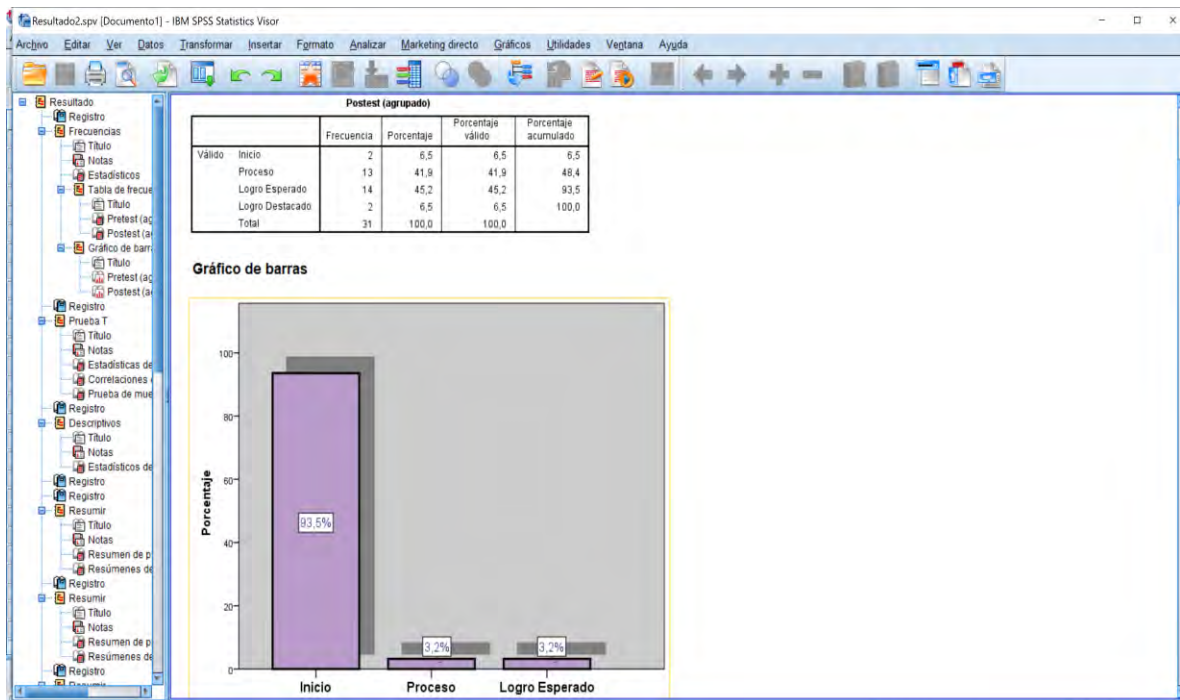 Resultado2.spv [Documento1] - IBM SPSS Statistics Visor
Archivo Editar Ver Datos Transformar Insertar Formato Analizar Marketing directo Gráficos Utilidades Ventana Ayuda
Resultado
Registro
Frecuencias
Título
Notas
Estadísticos
Tabla de frecue
Título
Pretest (ag
Postest (a
Gráfico de barr
Título
Pretest (ag
Postest (a
Registro
Prueba T
Título
Notas
Estadísticas de
Correlaciones
Prueba de mue
Registro
Descriptivos
Título
Notas
Estadísticos de
Registro
Registro
Resumir
Título
Notas
Resumen de p
Resúmenes de
Registro
Resumir
Título
Notas
Resumen de p
Resúmenes de
Registro
Postest (agrupado)
Frecuencia Porcentaje Porcentaje válido Porcentaje acumulado
Válido Inicio 2 6,5 6,5 6,5
Proceso 13 41,9 41,9 48,4
Logro Esperado 14 45,2 45,2 93,5
Logro Destacado 2 6,5 6,5 100,0
Total 31 100,0 100,0
Gráfico de barras
Porcentaje
100
80
60
40
20
0
93,5%
3,2%
3,2%
Inicio Proceso Logro Esperado